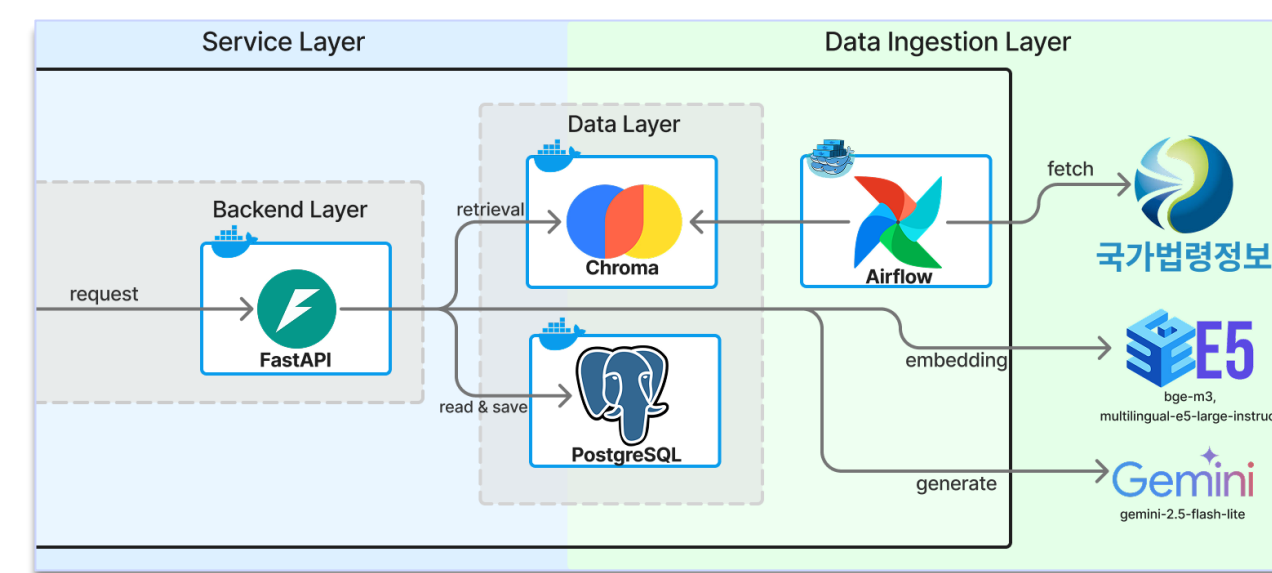 Service Layer
Data Ingestion Layer
Data Layer
Backend Layer
retrieval
fetch
Chroma
Airflow
국가법령정보
request
FastAPI
E5
embedding
bge-m3,
multilingual-e5-large-instruc
read & save
PostgreSQL
generate
Gemini
gemini-2.5-flash-lite